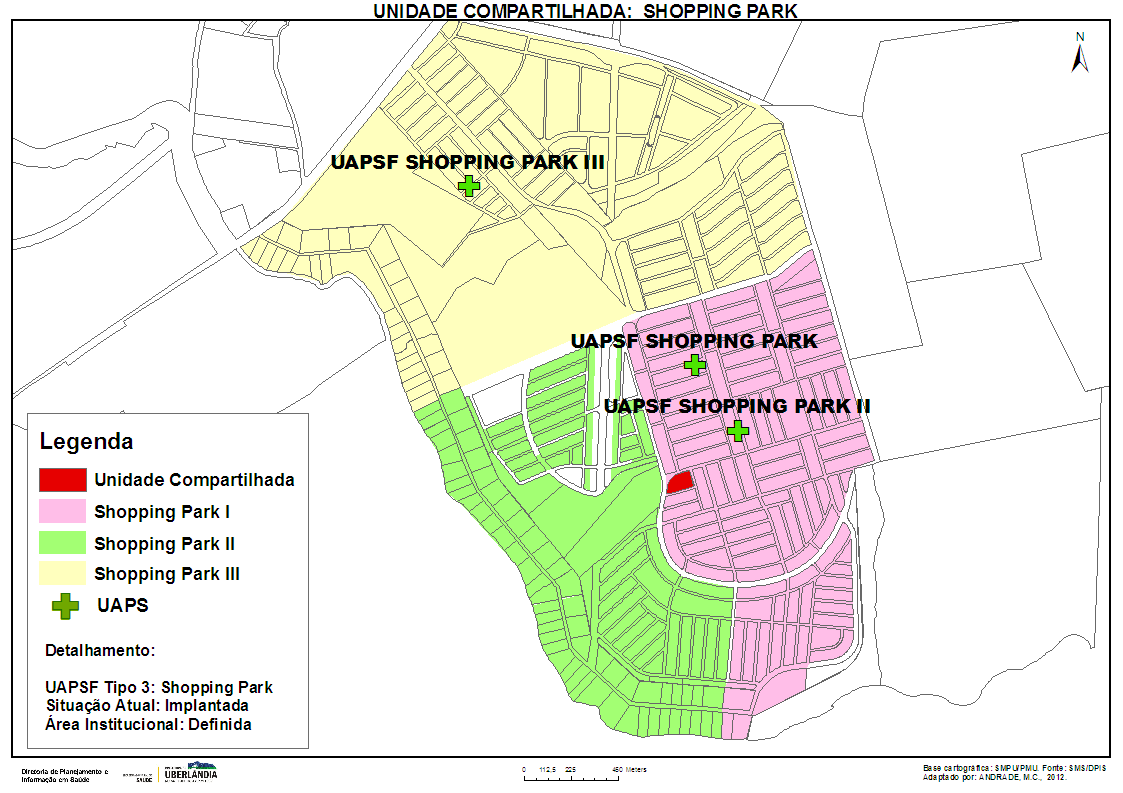 UNIDADE COMPARTILHADA: SHOPPING PARK
N
UAPSF SHOPPING PARK III
UAPSF SHOPPING PARK
UAPSF SHOPPING PARK II
Legenda
Unidade Compartilhada
Shopping Park I
Shopping Park II
Shopping Park III
UAPS
Detalhamento:
UAPSF Tipo 3: Shopping Park
Situação Atual: Implantada
Área Institucional: Definida
Diretoria de Planejamento e
Informação em Saúde
SAÚDE
UBERLÂNDIA
0 112,5 225 450 Meters
Base cartográfica: SMPU/PMU, Fonte: SMS/DPIS
Adaptado por: ANDRADE, M.C., 2012.